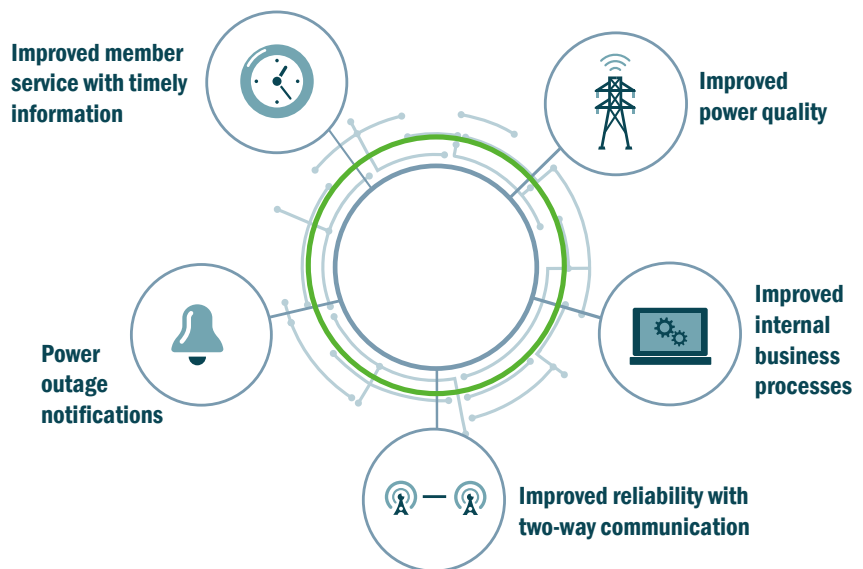 Improved member
service with timely
information
Improved
power quality
Power
outage
notifications
Improved
internal
business
processes
Improved reliability with
two-way communication